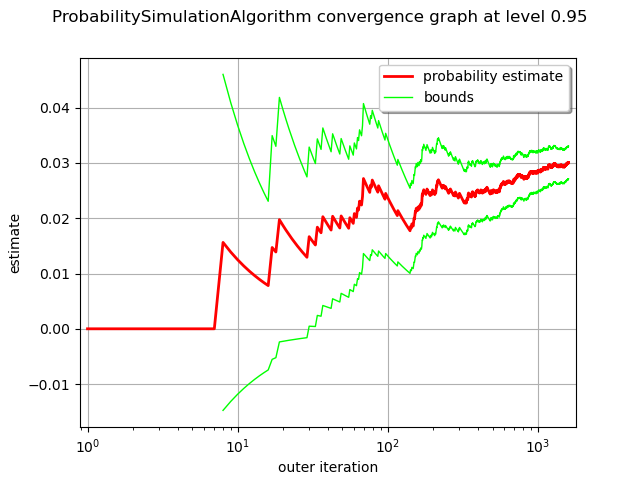 ProbabilitySimulationAlgorithm convergence graph at level 0.95
probability estimate
bounds
0.04
0.03
0.02
0.01
0.00
−0.01
estimate
10^0
10^1
10^2
10^3
outer iteration